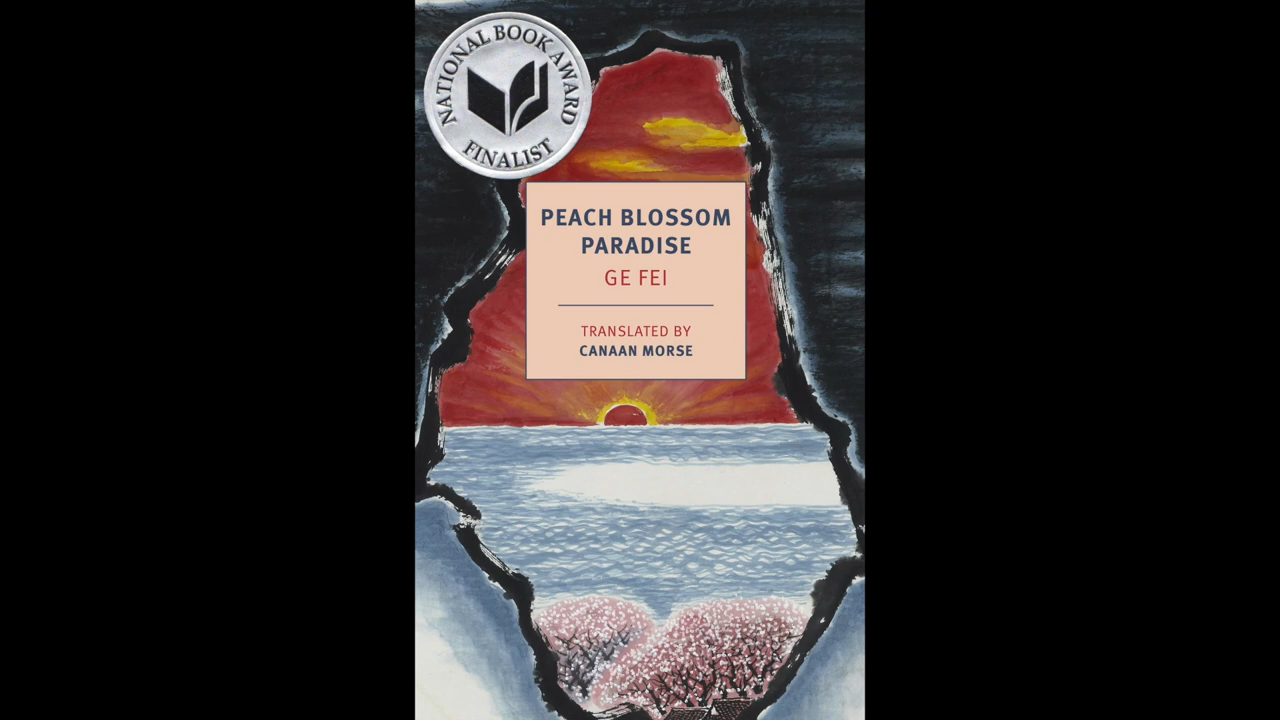 NATIONAL BOOK AWARD
FINALIST
PEACH BLOSSOM
PARADISE
GE FEI
TRANSLATED BY
CANAAN MORSE